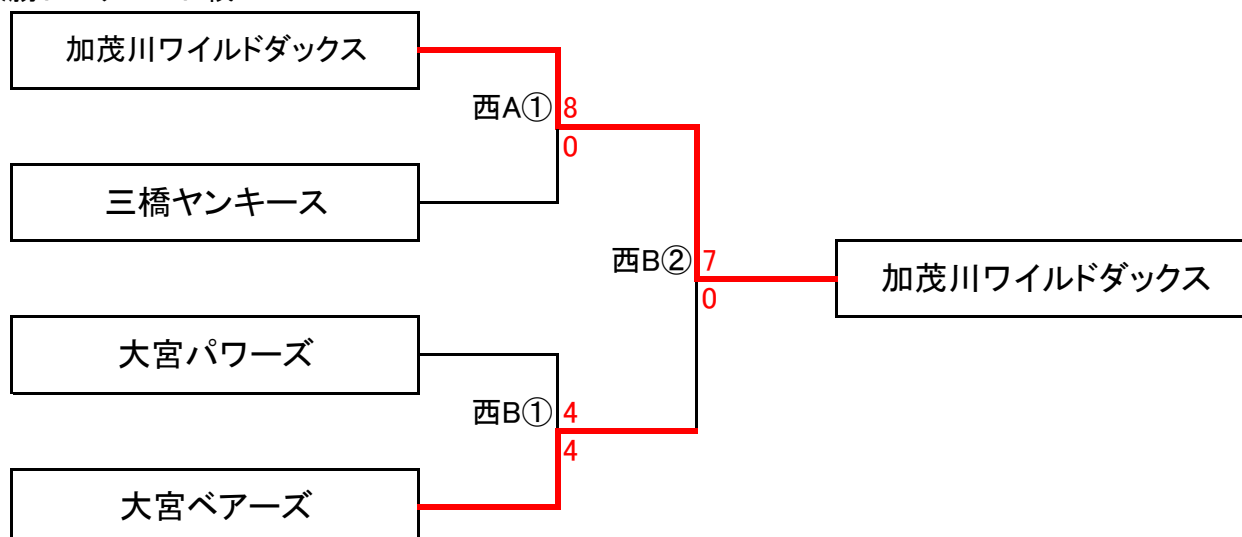 加茂川ワイルドダックス
西A① 8
0
三橋ヤンキース
西B② 7
0
加茂川ワイルドダックス
大宮パワーズ
西B① 4
4
大宮ベアーズ